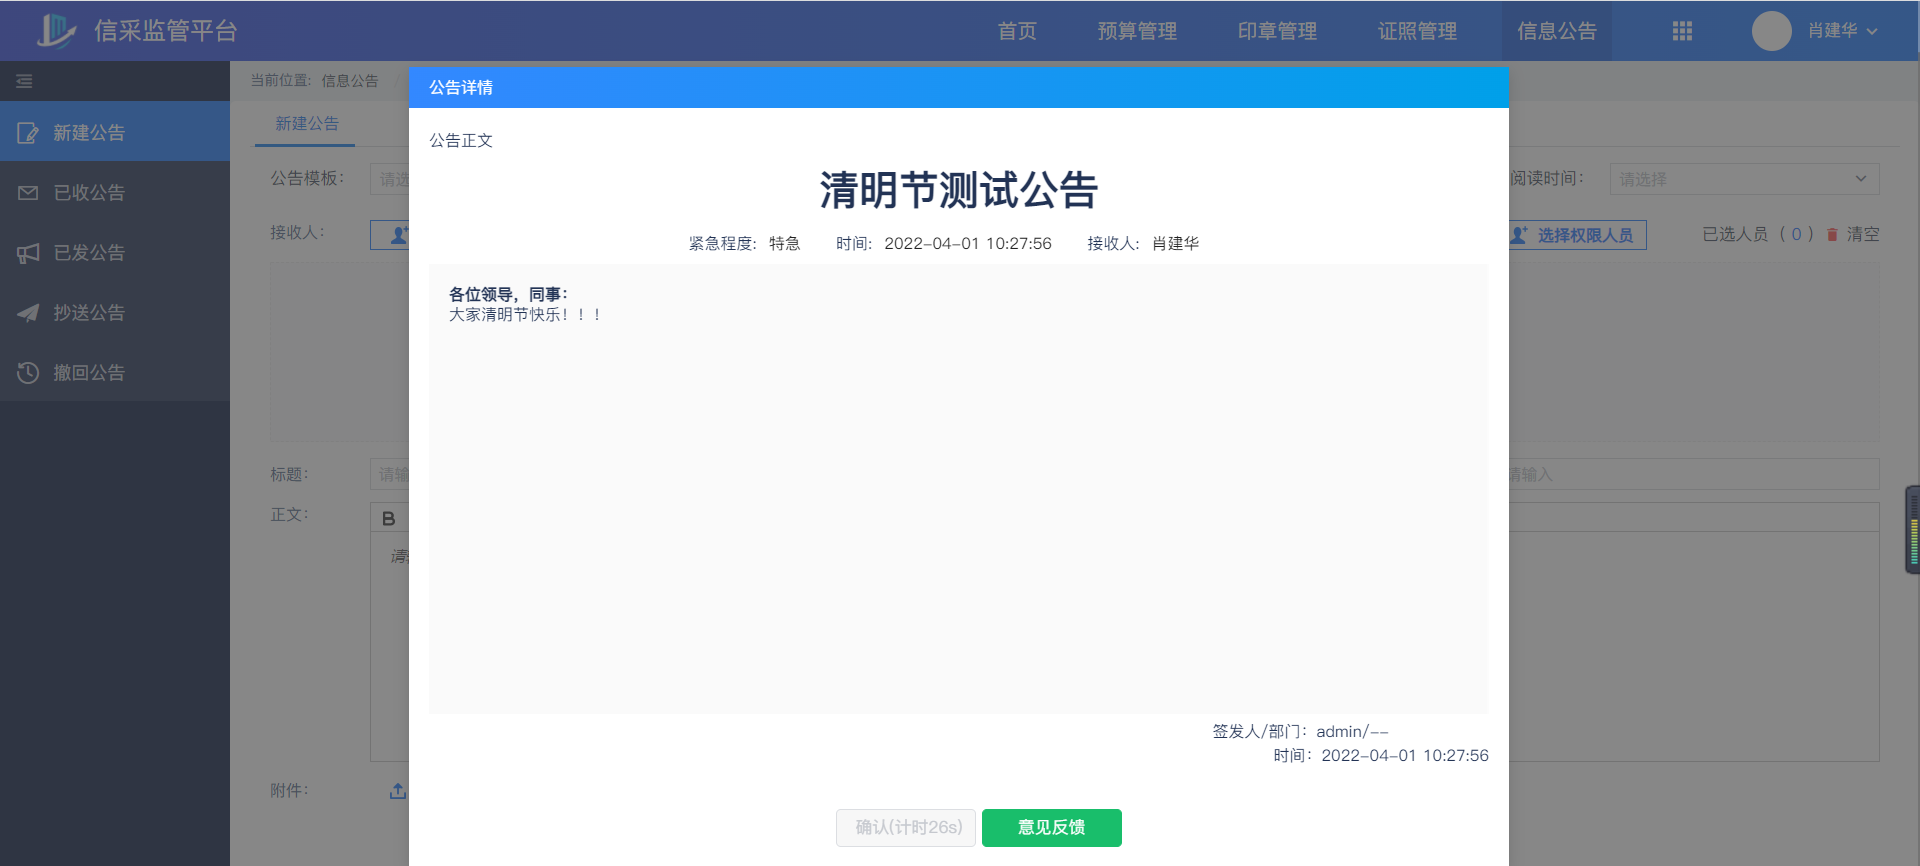 信采监管平台
首页 预算管理 印章管理 证照管理 信息公告 肖建华
当前位置: 信息公告 /
公告详情
新建公告
已收公告
已发公告
抄送公告
撤回公告
新建公告
公告模板: 请选
阅读时间: 请选择
接收人:
选择权限人员 已选人员 ( 0 ) 清空
标题: 请输
请输入
正文: B
附件:
公告正文
清明节测试公告
紧急程度: 特急 时间: 2022-04-01 10:27:56 接收人: 肖建华
各位领导，同事：
大家清明节快乐！！！
签发人/部门：admin/--
时间：2022-04-01 10:27:56
确认(计时26s) 意见反馈